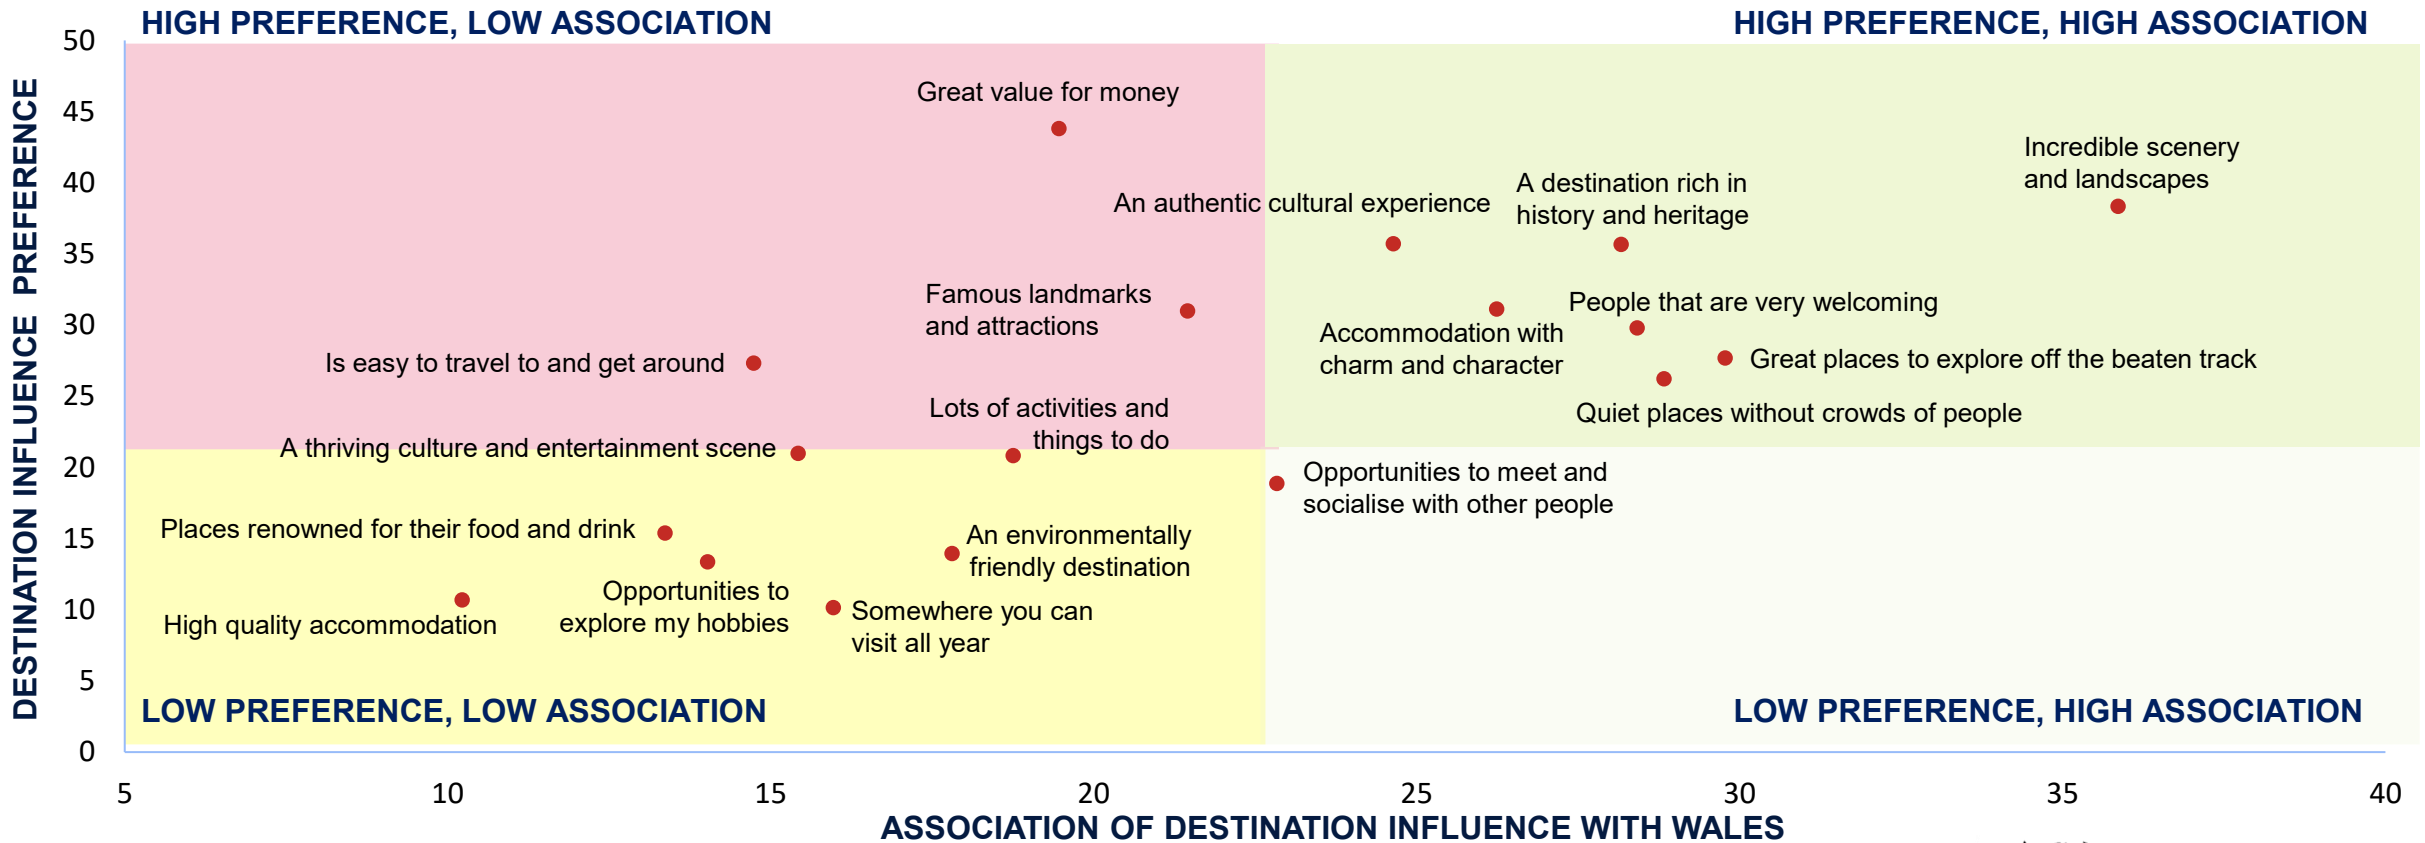 HIGH PREFERENCE, LOW ASSOCIATION
HIGH PREFERENCE, HIGH ASSOCIATION
DESTINATION INFLUENCE PREFERENCE
50
45
40
35
30
25
20
15
10
5
0
Great value for money
Incredible scenery
and landscapes
A destination rich in
history and heritage
An authentic cultural experience
Famous landmarks
and attractions
People that are very welcoming
Accommodation with
charm and character
Is easy to travel to and get around
Great places to explore off the beaten track
Lots of activities and
things to do
Quiet places without crowds of people
A thriving culture and entertainment scene
Opportunities to meet and
socialise with other people
Places renowned for their food and drink
An environmentally
friendly destination
Opportunities to
explore my hobbies
High quality accommodation
Somewhere you can
visit all year
LOW PREFERENCE, LOW ASSOCIATION
LOW PREFERENCE, HIGH ASSOCIATION
5
10
15
20
25
30
35
40
ASSOCIATION OF DESTINATION INFLUENCE WITH WALES